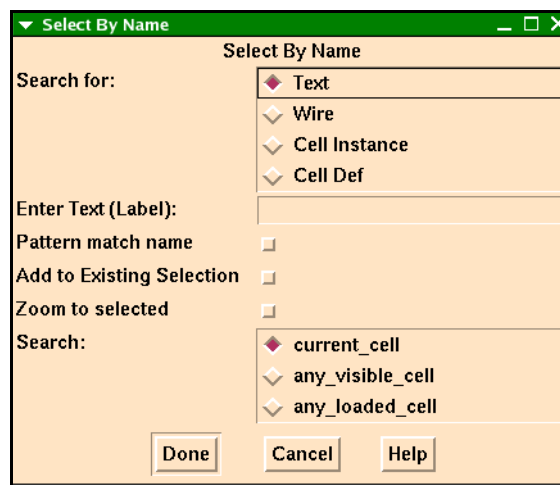 Select By Name
Select By Name
Search for:
Text
Wire
Cell Instance
Cell Def
Enter Text (Label):
Pattern match name
Add to Existing Selection
Zoom to selected
Search:
current_cell
any_visible_cell
any_loaded_cell
Done Cancel Help